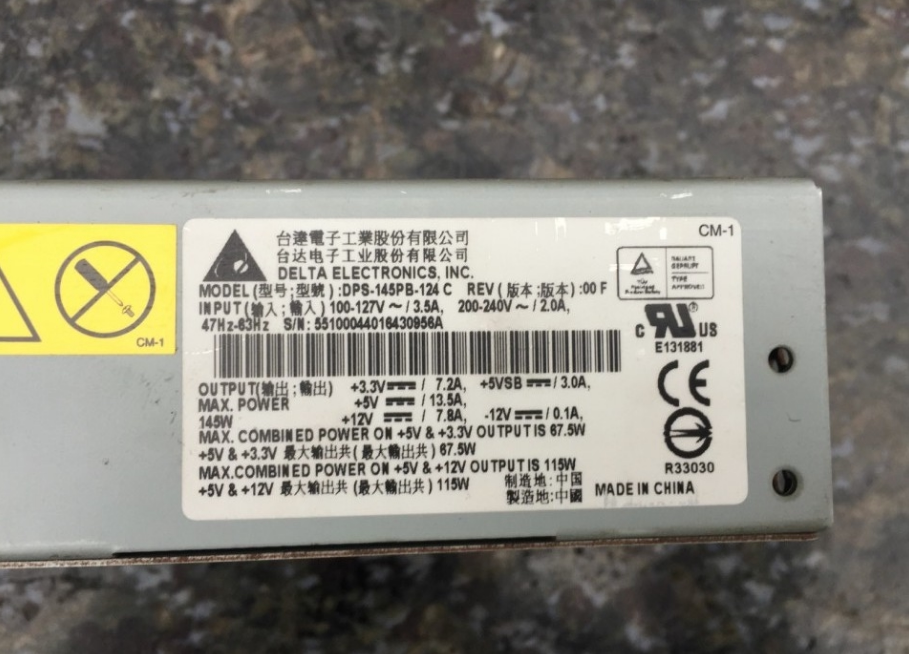 CM-1
台達電子工業股份有限公司
台达电子工业股份有限公司
DELTA ELECTRONICS, INC.
MODEL (型号;型號) :DPS-145PB-124 C REV (版本;版本) :00 F
INPUT (输入;輸入) 100-127V ~ / 3.5A, 200-240V ~ / 2.0A,
47Hz-63Hz S/N: 55100044016430956A
OUTPUT(输出;輸出) +3.3V / 7.2A, +5VSB / 3.0A,
MAX. POWER +5V / 13.5A,
145W +12V / 7.8A, -12V / 0.1A,
MAX. COMBINED POWER ON +5V & +3.3V OUTPUT IS 67.5W
+5V & +3.3V 最大输出共(最大輸出共) 67.5W
MAX.COMBINED POWER ON +5V & +12V OUTPUT IS 115W
+5V & +12V 最大输出共 (最大輸出共) 115W
制造地:中国
製造地:中國 MADE IN CHINA
TYPE
APPROVED
C RU ® US
E131881
CE
R33030
CM-1